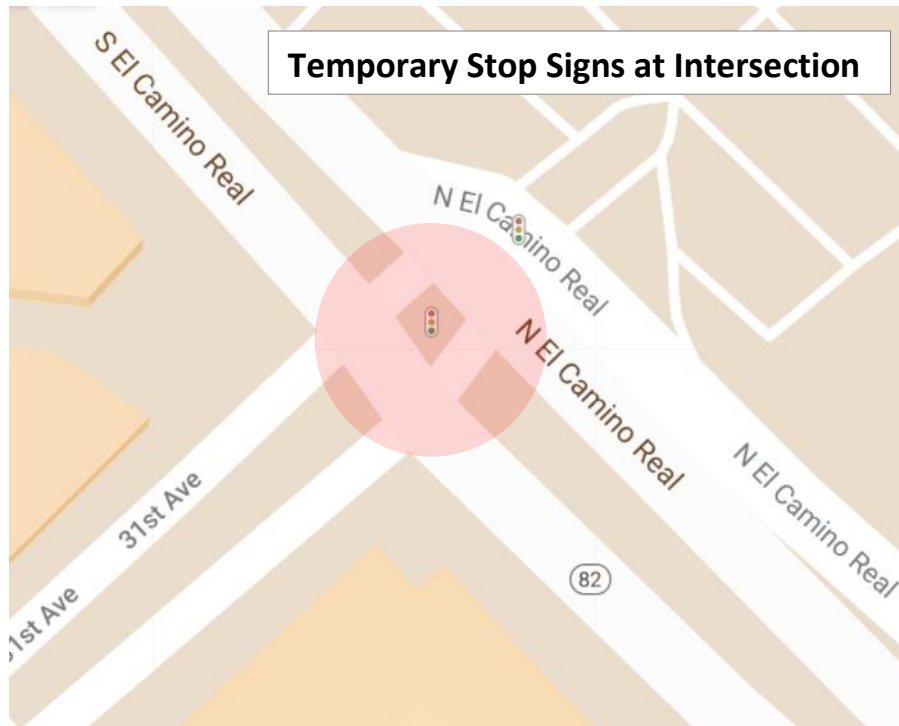 Temporary Stop Signs at Intersection
S El Camino Real
N El Camino Real
N El Camino Real
N El Camino Real
31st Ave
82
31st Ave